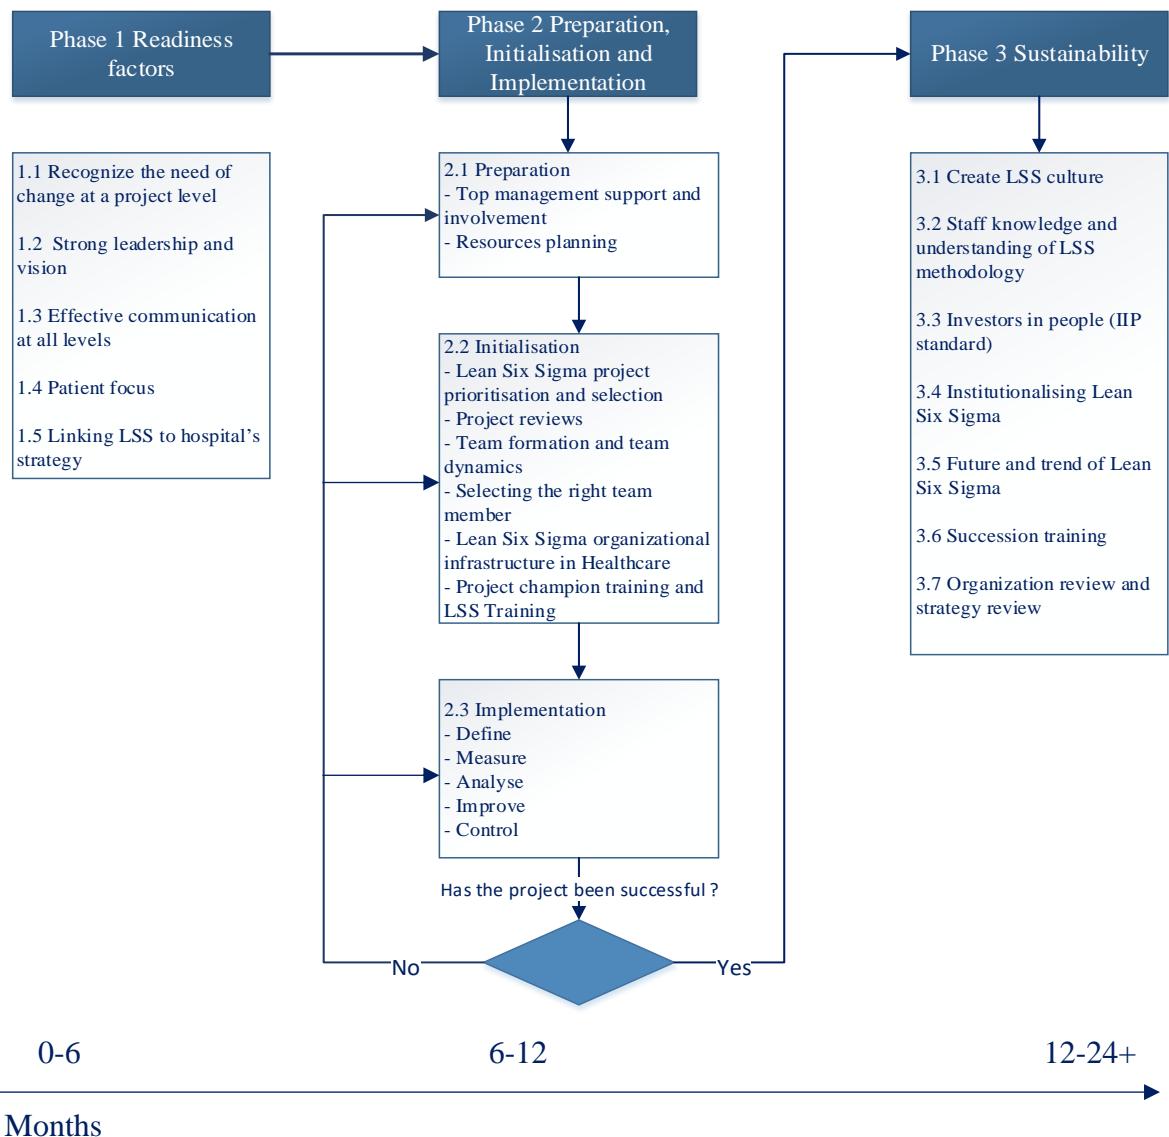 Phase 1 Readiness
factors
Phase 2 Preparation,
Initialisation and
Implementation
Phase 3 Sustainability
1.1 Recognize the need of
change at a project level
1.2  Strong leadership and
vision
1.3 Effective communication
at all levels
1.4 Patient focus
1.5 Linking LSS to hospital’s
strategy
2.1 Preparation
- Top management support and
involvement
- Resources planning
2.2 Initialisation
- Lean Six Sigma project
prioritisation and selection
- Project reviews
- Team formation and team
dynamics
- Selecting the right team
member
- Lean Six Sigma organizational
infrastructure in Healthcare
- Project champion training and
LSS Training
2.3 Implementation
- Define
- Measure
- Analyse
- Improve
- Control
Has the project been successful ?
No
Yes
3.1 Create LSS culture
3.2 Staff knowledge and
understanding of LSS
methodology
3.3 Investors in people (IIP
standard)
3.4 Institutionalising Lean
Six Sigma
3.5 Future and trend of Lean
Six Sigma
3.6 Succession training
3.7 Organization review and
strategy review
0-6
6-12
12-24+
Months